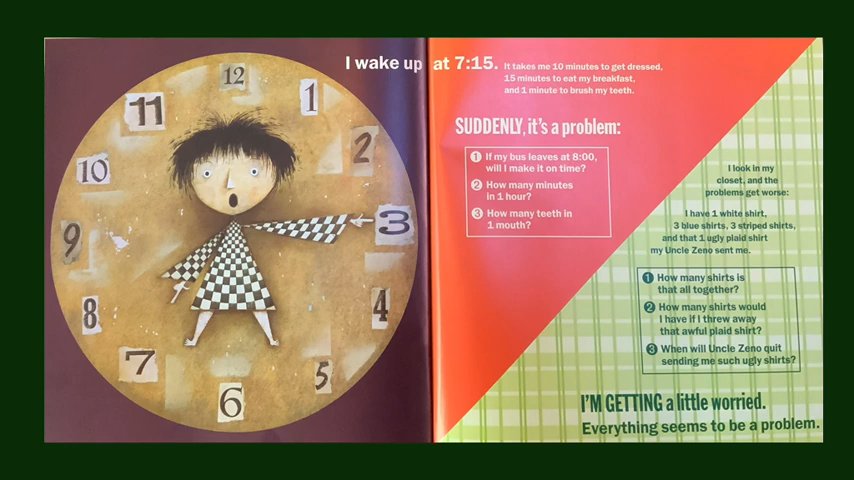 12
1
2
3
4
5
6
7
8
9
10
11
I wake up at 7:15. It takes me 10 minutes to get dressed,
15 minutes to eat my breakfast,
and 1 minute to brush my teeth.
SUDDENLY, it's a problem:
1 If my bus leaves at 8:00,
will I make it on time?
2 How many minutes
in 1 hour?
3 How many teeth in
1 mouth?
I look in my
closet, and the
problems get worse:
I have 1 white shirt,
3 blue shirts, 3 striped shirts,
and that 1 ugly plaid shirt
my Uncle Zeno sent me.
1 How many shirts is
that all together?
2 How many shirts would
I have if I threw away
that awful plaid shirt?
3 When will Uncle Zeno quit
sending me such ugly shirts?
I'M GETTING a little worried.
Everything seems to be a problem.